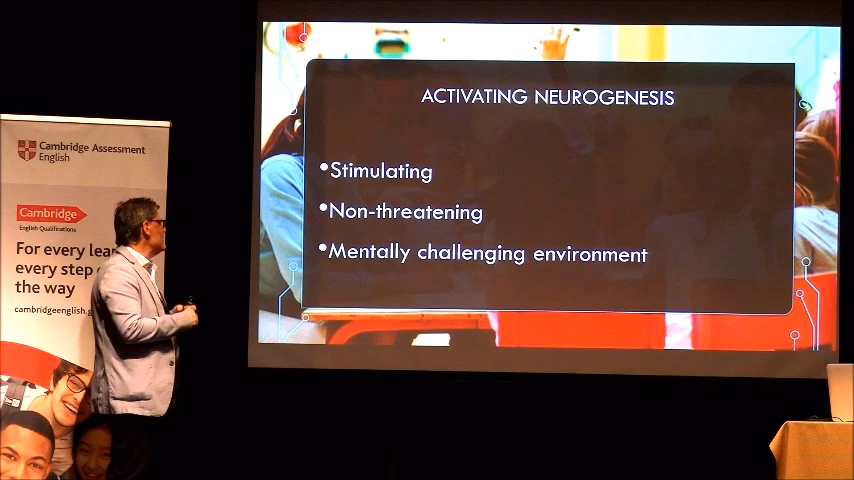 ACTIVATING NEUROGENESIS
•Stimulating
•Non-threatening
•Mentally challenging environment
Cambridge Assessment
English
Cambridge
English Qualifications
For every
every step
the way
cambridgeenglish.